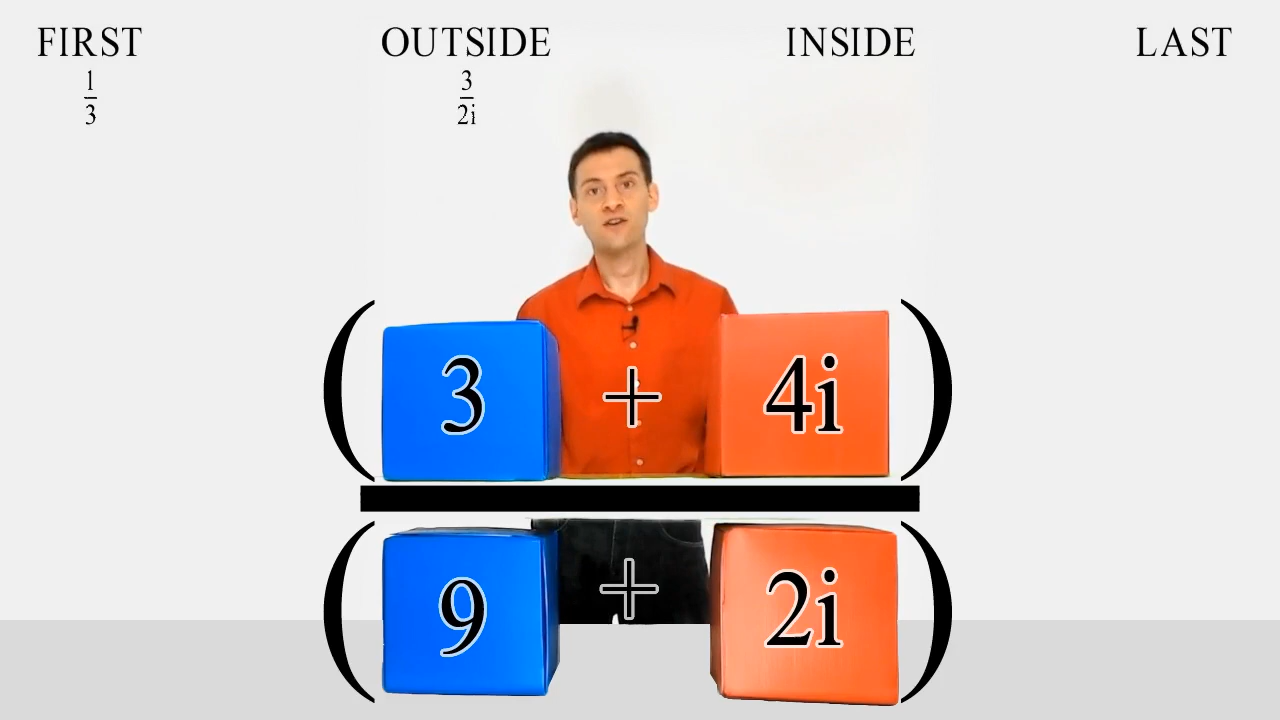 FIRST OUTSIDE INSIDE LAST
1/3 3/2i
( 3 + 4i )
( 9 + 2i )